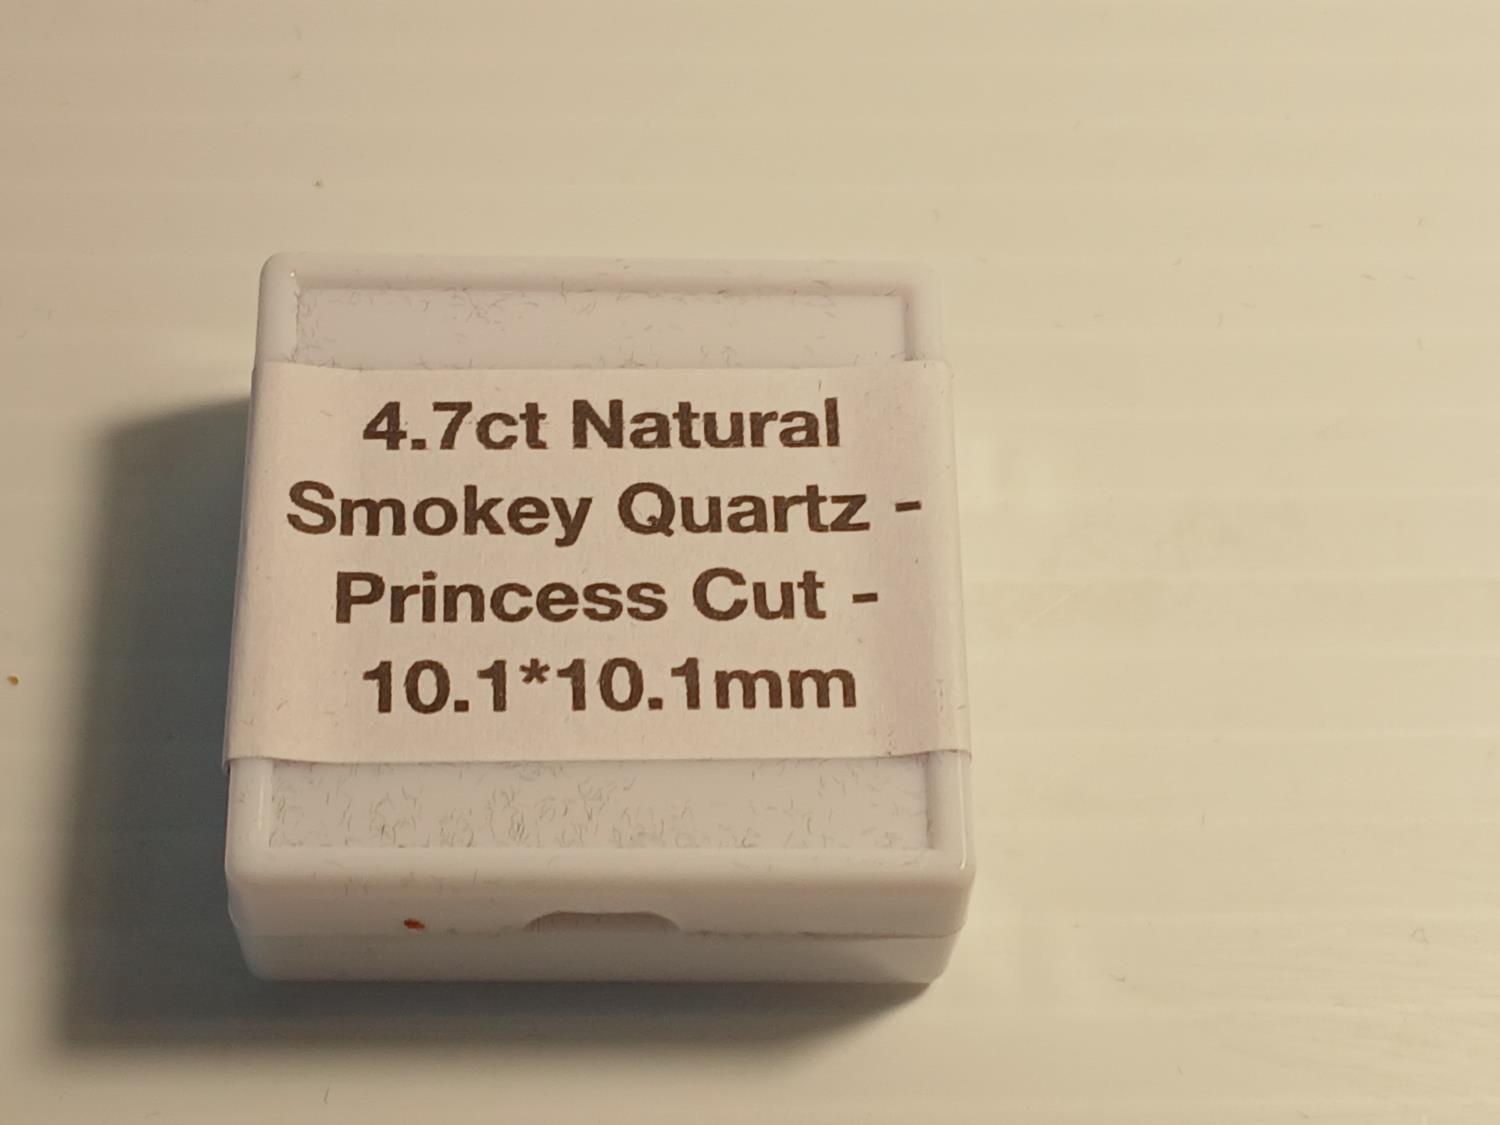 4.7ct Natural
Smokey Quartz -
Princess Cut -
10.1*10.1mm